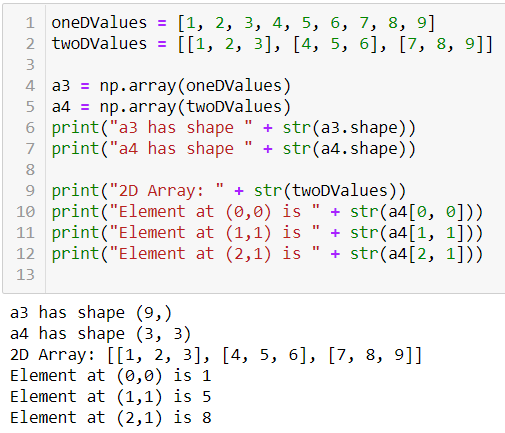 1 oneDValues = [1, 2, 3, 4, 5, 6, 7, 8, 9]
2 twoDValues = [[1, 2, 3], [4, 5, 6], [7, 8, 9]]
3
4 a3 = np.array(oneDValues)
5 a4 = np.array(twoDValues)
6 print("a3 has shape " + str(a3.shape))
7 print("a4 has shape " + str(a4.shape))
8
9 print("2D Array: " + str(twoDValues))
10 print("Element at (0,0) is " + str(a4[0, 0]))
11 print("Element at (1,1) is " + str(a4[1, 1]))
12 print("Element at (2,1) is " + str(a4[2, 1]))
13
a3 has shape (9,)
a4 has shape (3, 3)
2D Array: [[1, 2, 3], [4, 5, 6], [7, 8, 9]]
Element at (0,0) is 1
Element at (1,1) is 5
Element at (2,1) is 8